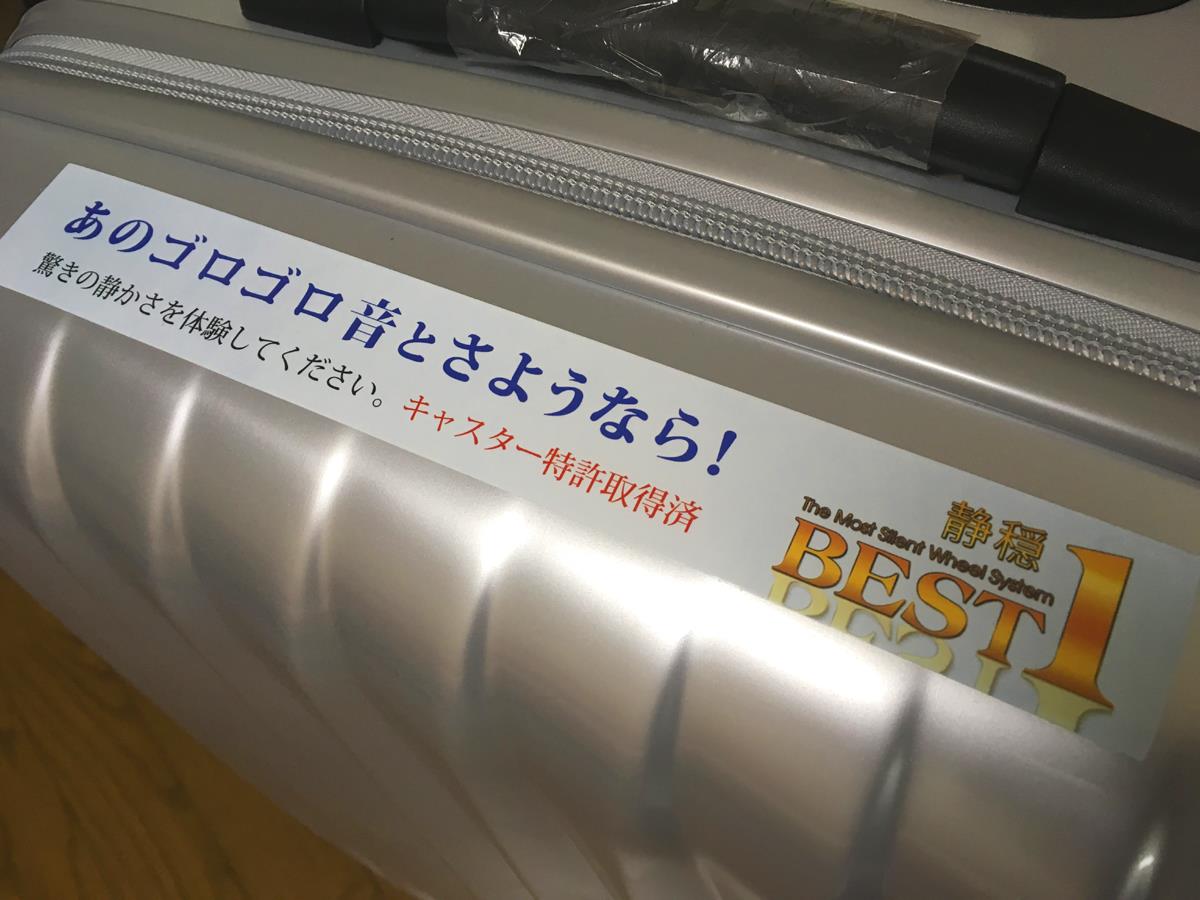 あのゴロゴロ音とさようなら!
驚きの静かさを体験してください。 キャスター特許取得済
静穏
The Most Silent Wheel System
BEST1